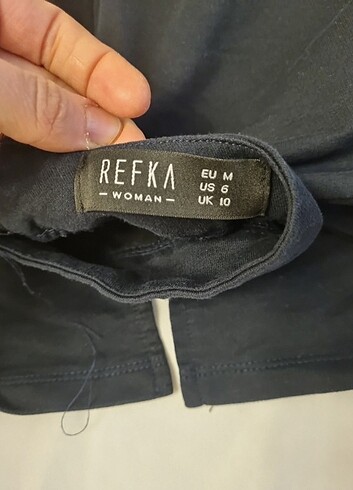 REFKA
— WOMAN —
EU M
US 6
UK 10